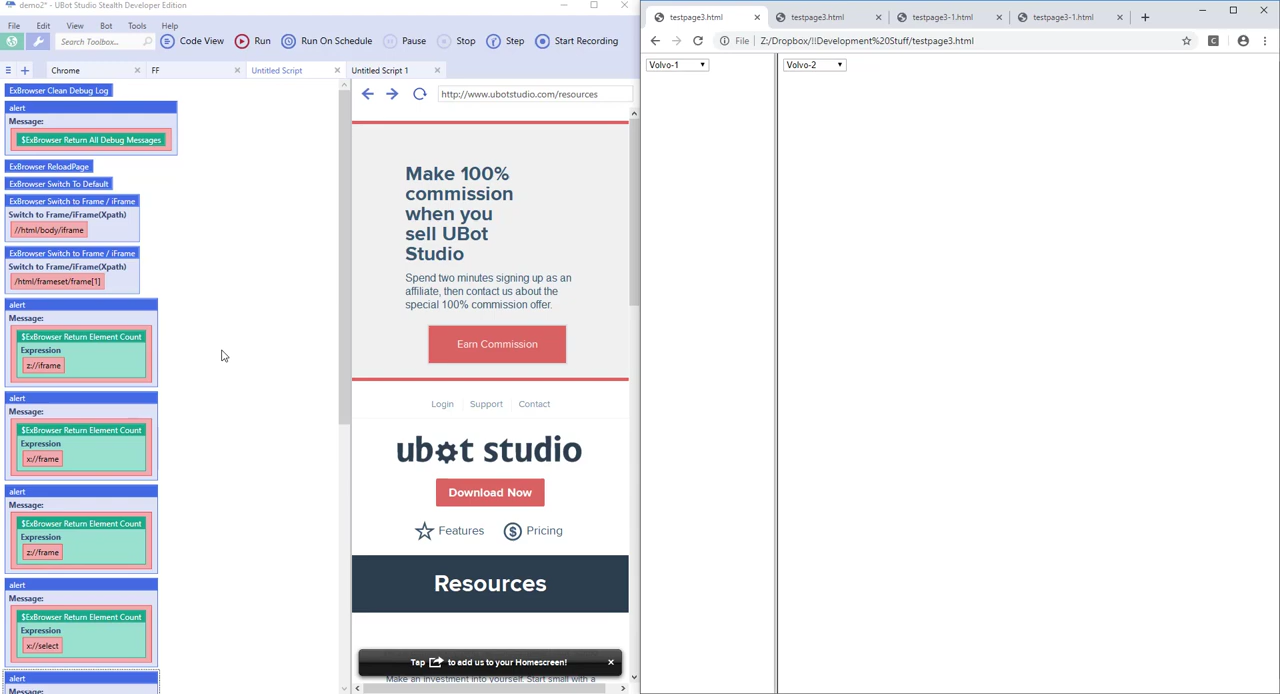 demo2* - UBot Studio Stealth Developer Edition
File Edit View Bot Tools Help
Search Toolbox...
Code View
Run
Run On Schedule
Pause
Stop
Step
Start Recording
Chrome
FF
Untitled Script
Untitled Script 1
ExBrowser Clean Debug Log
alert
Message:
$ExBrowser Return All Debug Messages
ExBrowser ReloadPage
ExBrowser Switch To Default
ExBrowser Switch to Frame / iFrame
Switch to Frame/iFrame(Xpath)
//html/body/iframe
ExBrowser Switch to Frame / iFrame
Switch to Frame/iFrame(Xpath)
/html/frameset/frame[1]
alert
Message:
$ExBrowser Return Element Count
Expression
z://iframe
alert
Message:
$ExBrowser Return Element Count
Expression
x://frame
alert
Message:
$ExBrowser Return Element Count
Expression
z://frame
alert
Message:
$ExBrowser Return Element Count
Expression
x://select
alert
Message:
http://www.ubotstudio.com/resources
Make 100%
commission
when you
sell UBot
Studio
Spend two minutes signing up as an
affiliate, then contact us about the
special 100% commission offer.
Earn Commission
Login Support Contact
ubot studio
Download Now
Features
Pricing
Resources
Tap to add us to your Homescreen!
Make an investment into yourself. Start small with a
testpage3.html
testpage3.html
testpage3-1.html
testpage3-1.html
File Z:/Dropbox/!!Development%20Stuff/testpage3.html
Volvo-1
Volvo-2